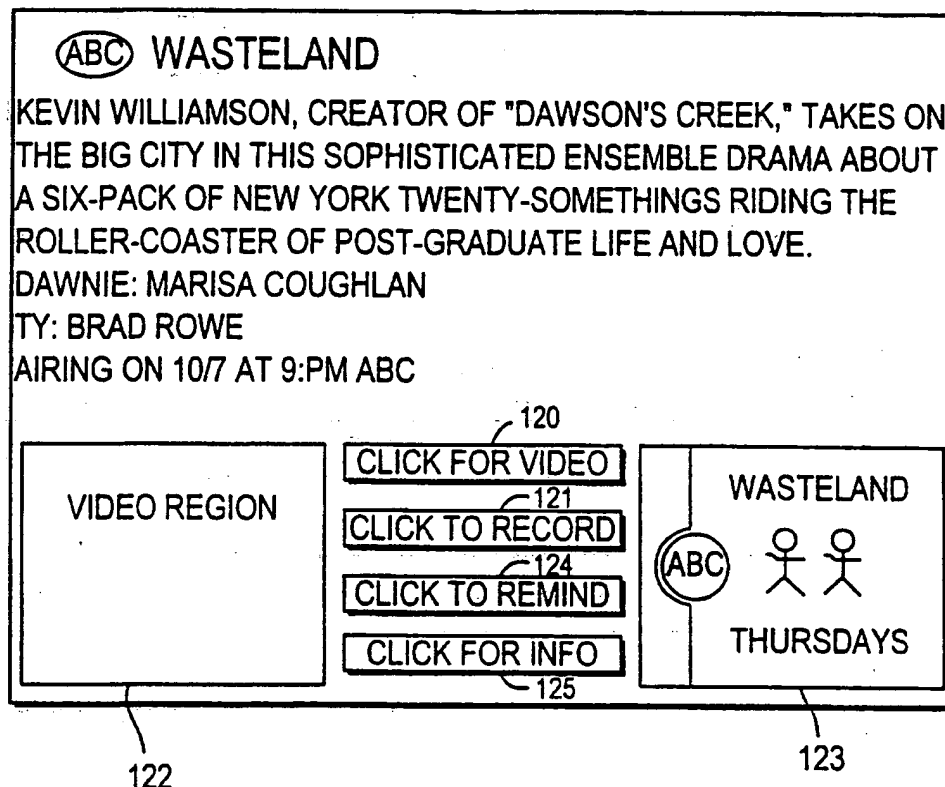 ABC WASTELAND
KEVIN WILLIAMSON, CREATOR OF "DAWSON'S CREEK," TAKES ON
THE BIG CITY IN THIS SOPHISTICATED ENSEMBLE DRAMA ABOUT
A SIX-PACK OF NEW YORK TWENTY-SOMETHINGS RIDING THE
ROLLER-COASTER OF POST-GRADUATE LIFE AND LOVE.
DAWNIE: MARISA COUGHLAN
TY: BRAD ROWE
AIRING ON 10/7 AT 9:PM ABC
VIDEO REGION
120
CLICK FOR VIDEO
121
CLICK TO RECORD
124
CLICK TO REMIND
CLICK FOR INFO
125
WASTELAND
ABC
THURSDAYS
122
123